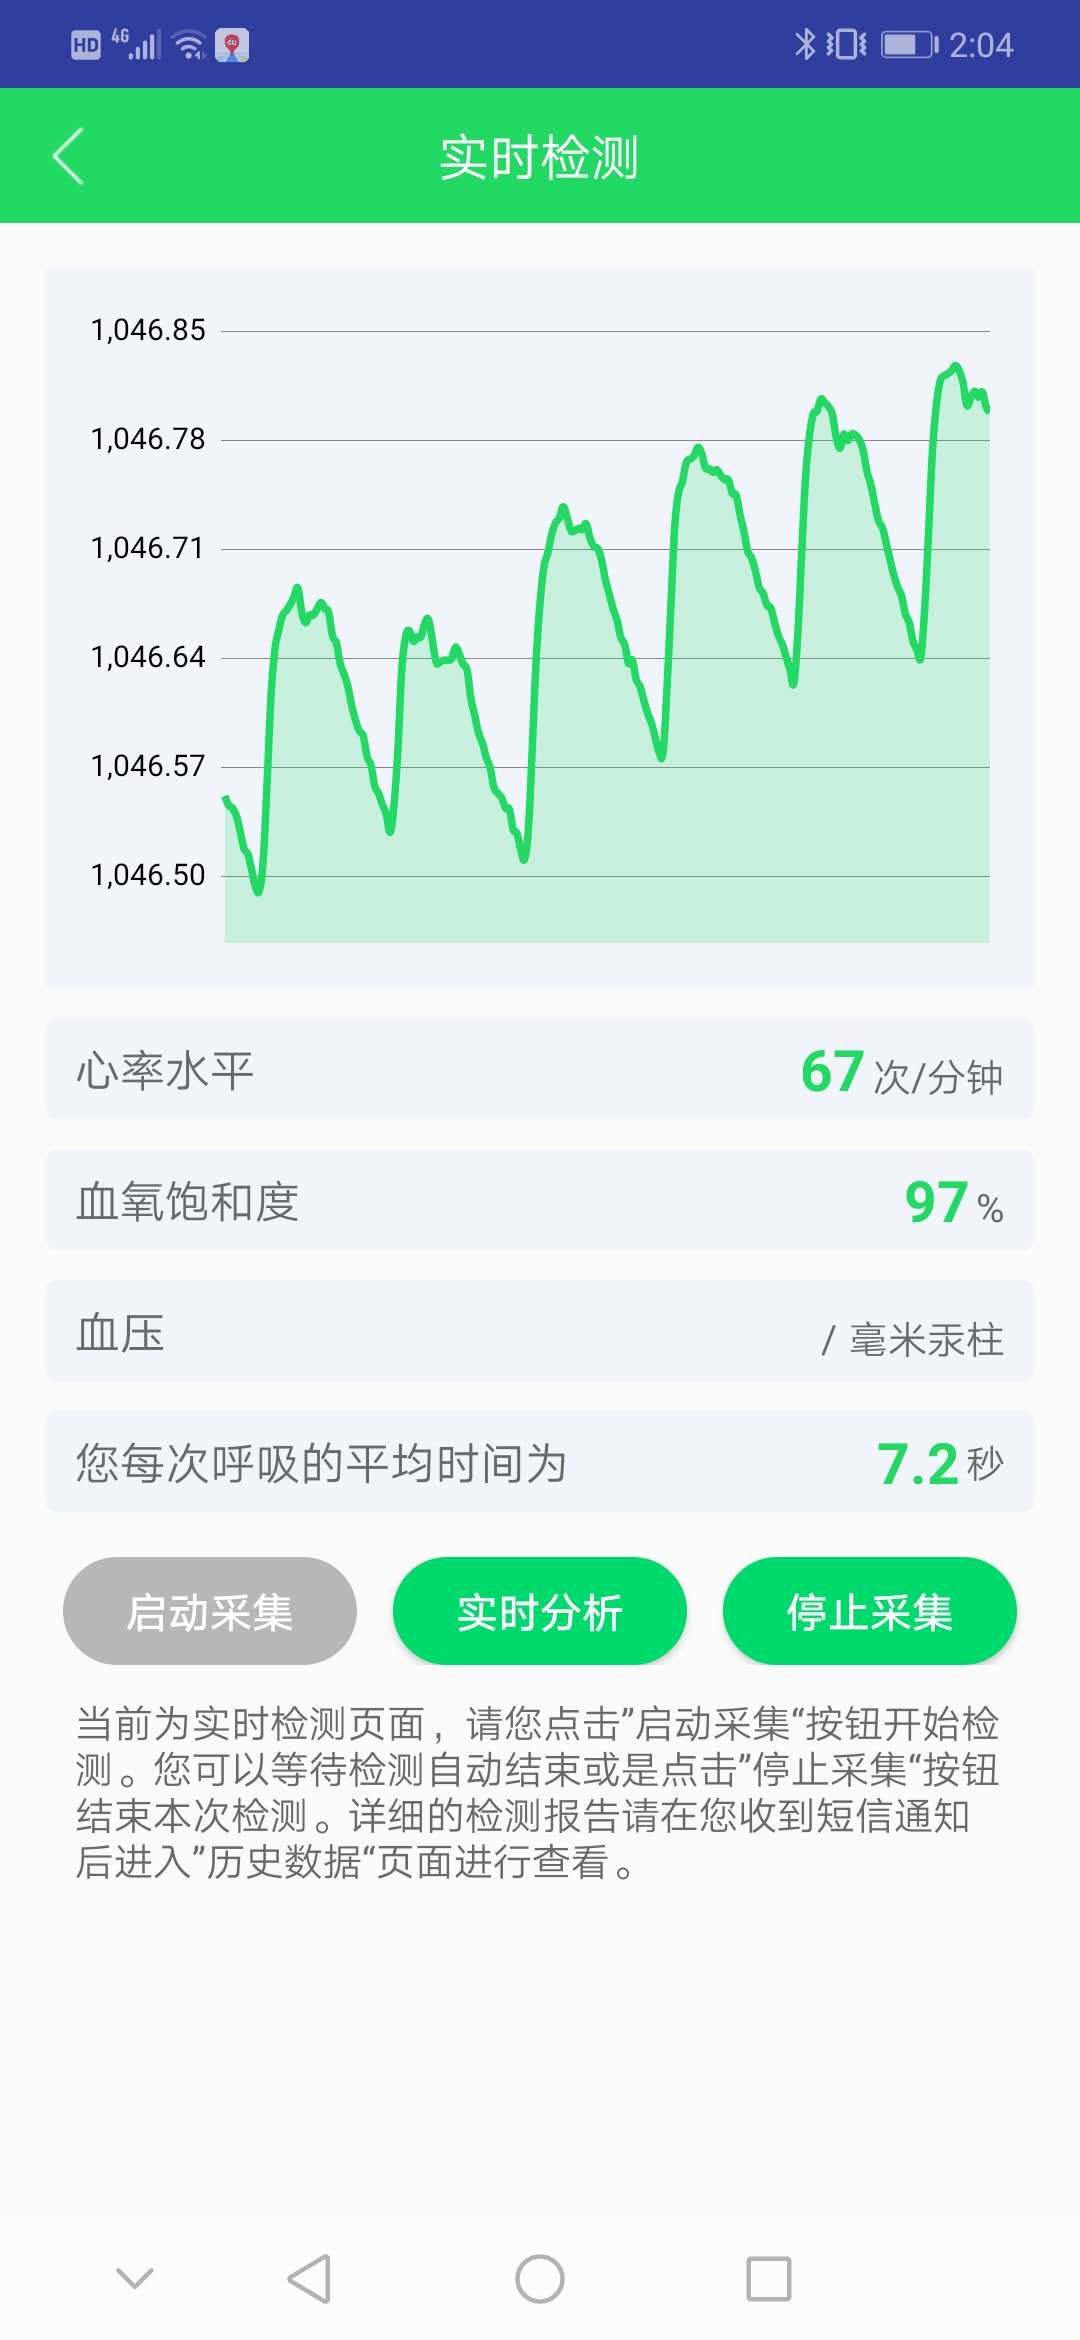 HD 4G 2:04
实时检测
1,046.85
1,046.78
1,046.71
1,046.64
1,046.57
1,046.50
心率水平 67 次/分钟
血氧饱和度 97 %
血压 / 毫米汞柱
您每次呼吸的平均时间为 7.2 秒
启动采集 实时分析 停止采集
当前为实时检测页面，请您点击”启动采集“按钮开始检
测。您可以等待检测自动结束或是点击”停止采集“按钮
结束本次检测。详细的检测报告请在您收到短信通知
后进入”历史数据“页面进行查看。